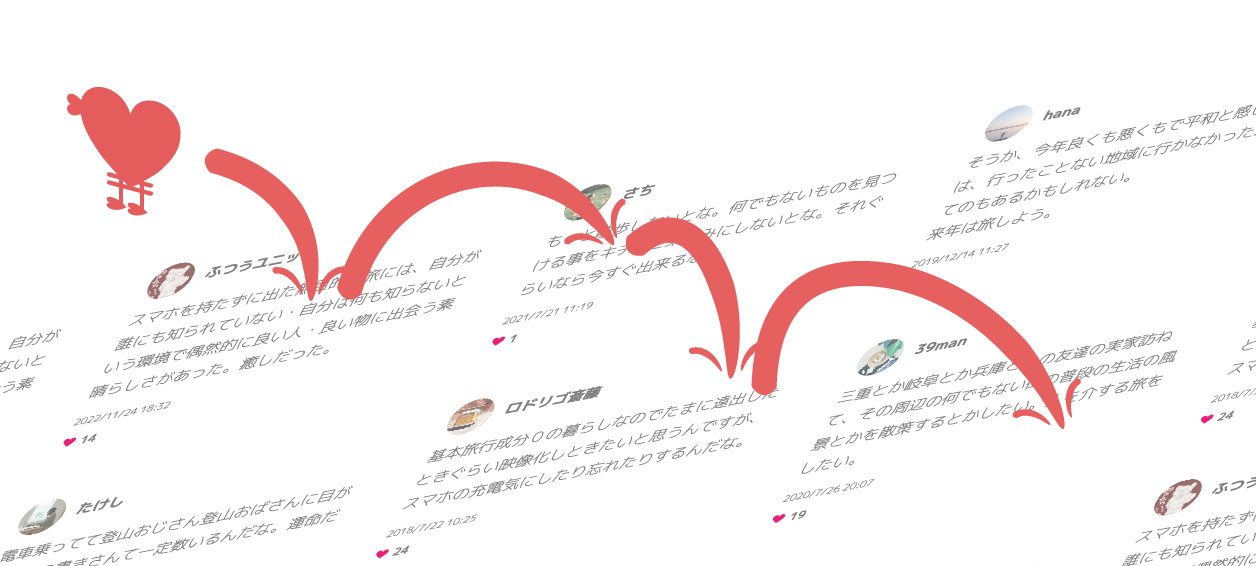 hana
そうか、今年良くも悪くもで平和と感じ
は、行ったことない地域に行かなかった
てのもあるかもしれない。
来年は旅しよう。
2019/12/14 11:27
さち
も 散歩しないとな。何でもないものを見つ
ける事をキチ みにしないとな。それぐ
らいなら今すぐ出来るな
2021/7/21 11:19
1
ふつうユニッ
スマホを持たずに出た 旅には、自分が
誰にも知られていない・自分は何も知らないと
いう環境で偶然的に良い人・良い物に出会う素
晴らしさがあった。癒しだった。
2022/11/24 18:32
14
自分が
ないと
う素
39man
三重とか岐阜とか兵庫 の友達の実家訪ね
て、その周辺の何でもない 普段の生活の風
景とかを散策するとかしたい。 を介する旅を
したい。
2020/7/26 20:07
19
ロドリゴ斎藤
基本旅行成分０の暮らしなのでたまに遠出した
ときぐらい映像化しときたいと思うんですが、
スマホの充電気にしたり忘れたりするんだな。
2018/7/22 10:25
24
たけし
電車乗ってて登山おじさん登山おばさんに目が
書きさんて一定数いるんだな。運命だ
スマ
2018/7/
24
ふつう
スマホを持たずに
誰にも知られてい